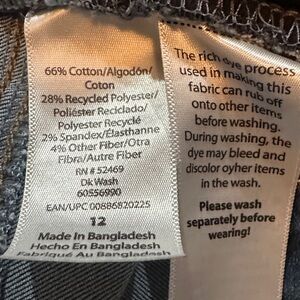 66% Cotton/Algodón/
Coton
28% Recycled Polyester/
Poliéster Reciclado/
Polyester Recyclé
2% Spandex/Elasthanne
4% Other Fiber/Otra
Fibra/Autre Fiber
RN # 52469
Dk Wash
60556990
EAN/UPC 00886820225
12
Made In Bangladesh
Hecho En Bangladesh
Fabriqué Au Bangladesh
The rich dye process
used in making this
fabric can rub off
onto other items
before washing.
During washing, the
dye may bleed and
discolor oyher items
in the wash.
Please wash
separately before
wearing!